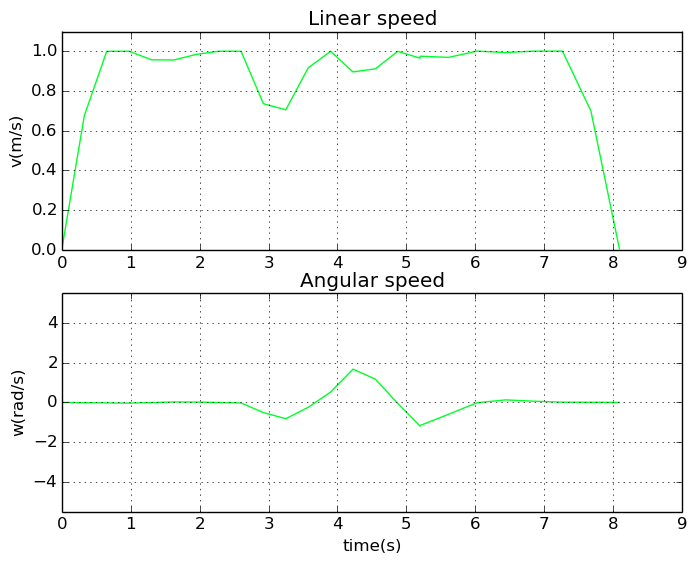 Linear speed
1.0
0.8
0.6
0.4
0.2
0.0
v(m/s)
0 1 2 3 4 5 6 7 8 9
Angular speed
4
2
0
−2
−4
w(rad/s)
0 1 2 3 4 5 6 7 8 9
time(s)